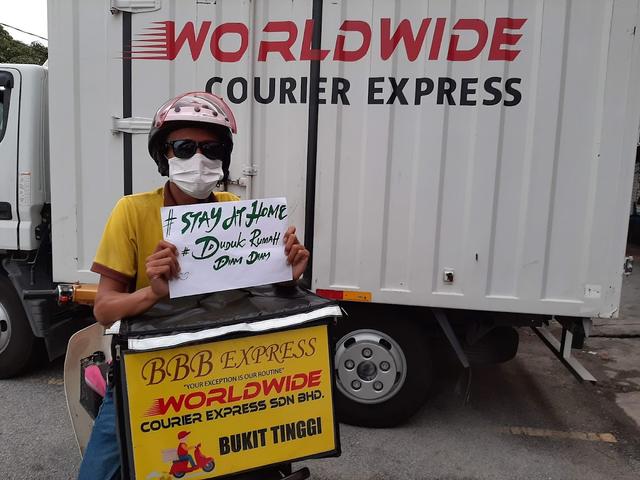 WORLDWIDE
COURIER EXPRESS
# STAY AT HOME
# DUDUK RUMAH
DIAM DIAM
BBB EXPRESS
"YOUR EXCEPTION IS OUR ROUTINE"
WORLDWIDE
COURIER EXPRESS SDN BHD.
BUKIT TINGGI